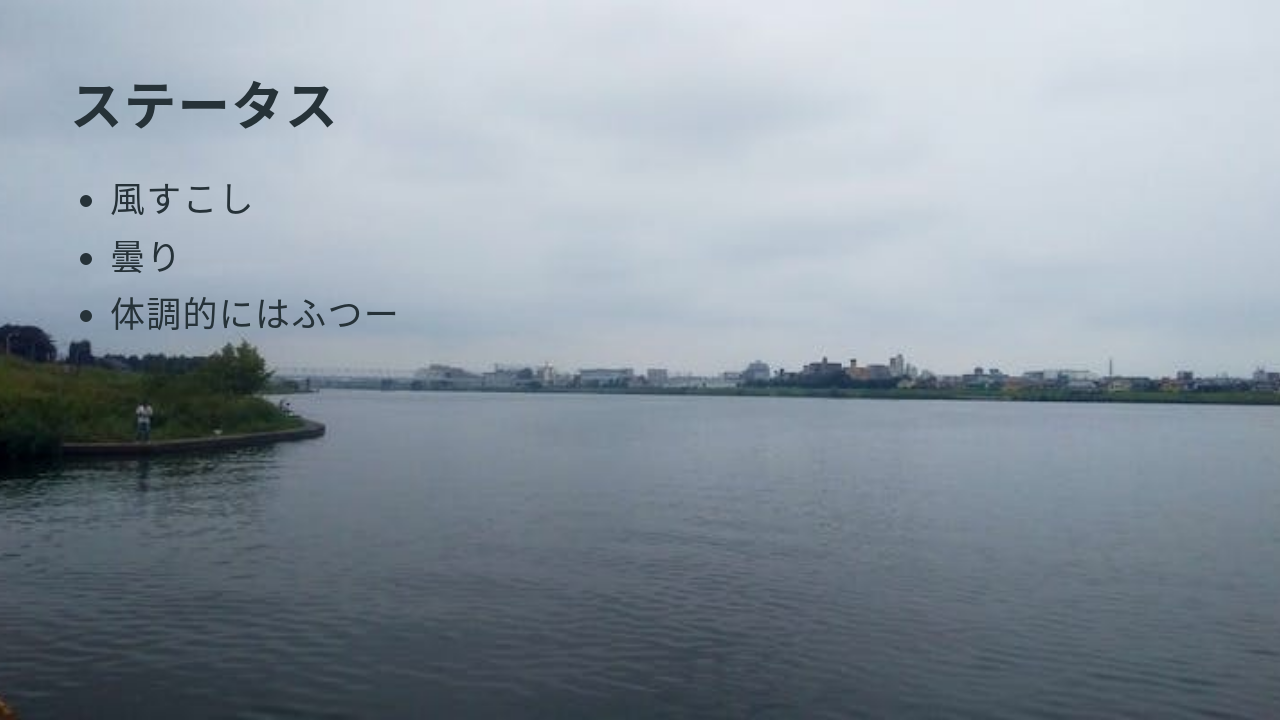 ステータス
風すこし
曇り
体調的にはふつー